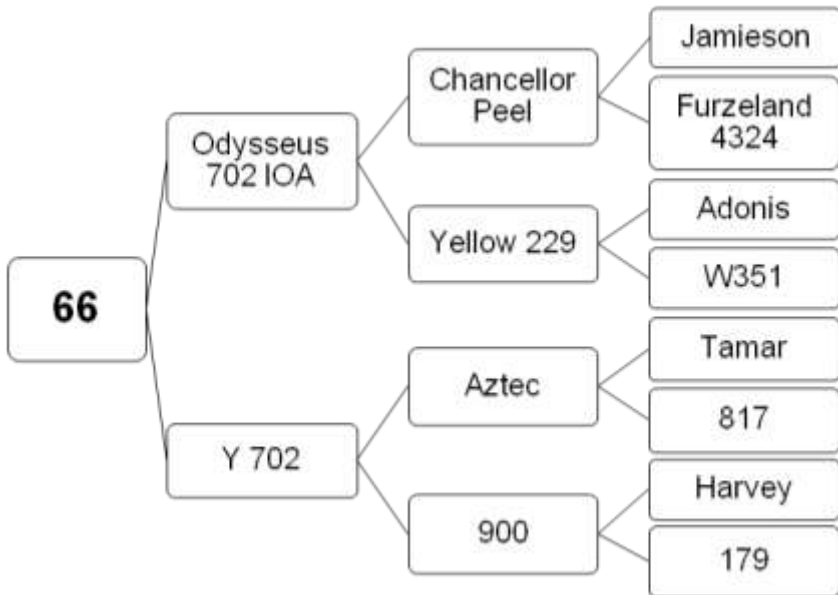 66
Odysseus
702 IOA
Y 702
Chancellor
Peel
Yellow 229
Aztec
900
Jamieson
Furzeland
4324
Adonis
W351
Tamar
817
Harvey
179